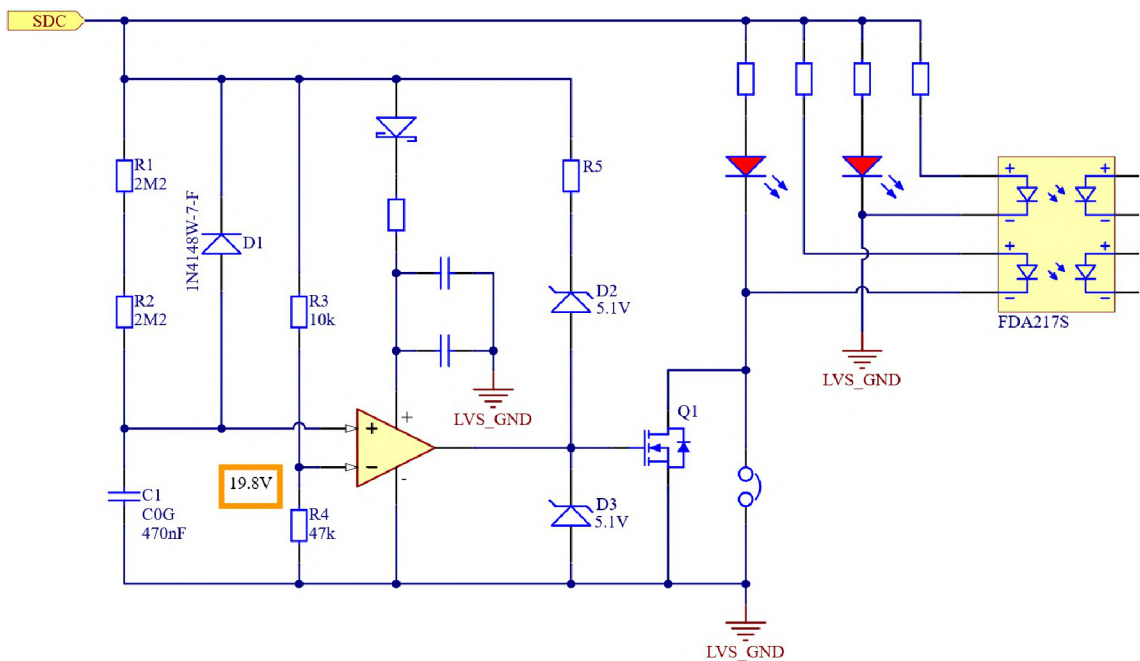 SDC
R1
2M2
1N4148W-7-F
D1
R5
R2
2M2
R3
10k
D2
5.1V
+
-
+
-
FDA217S
LVS_GND
LVS_GND
+
Q1
+
-
19.8V
-
C1
C0G
470nF
R4
47k
D3
5.1V
LVS_GND